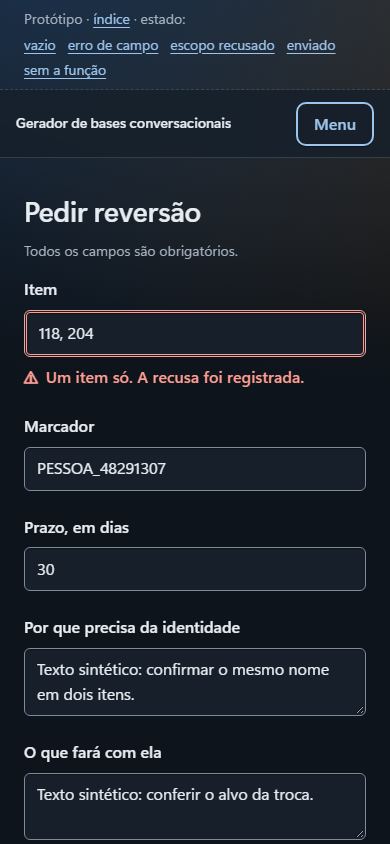 Protótipo · índice · estado:
vazio erro de campo escopo recusado enviado
sem a função
Gerador de bases conversacionais
Menu
Pedir reversão
Todos os campos são obrigatórios.
Item
118, 204
⚠ Um item só. A recusa foi registrada.
Marcador
PESSOA_48291307
Prazo, em dias
30
Por que precisa da identidade
Texto sintético: confirmar o mesmo nome
em dois itens.
O que fará com ela
Texto sintético: conferir o alvo da troca.